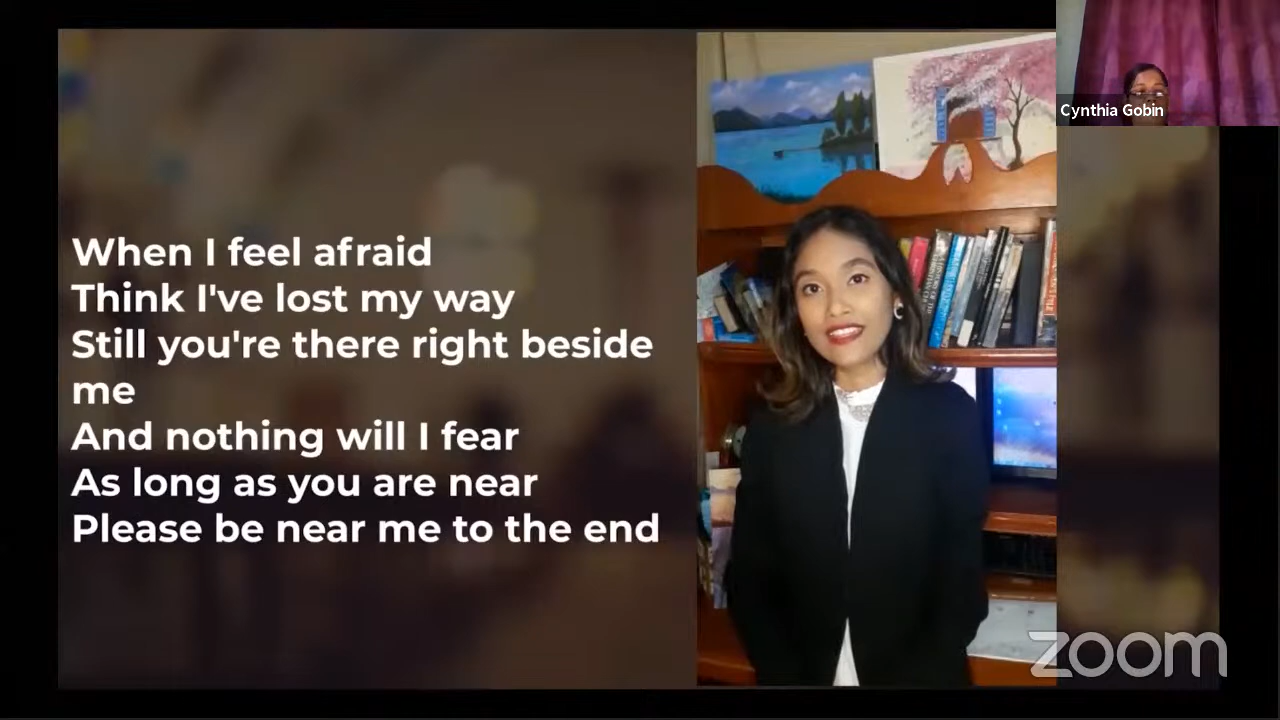 When I feel afraid
Think I've lost my way
Still you're there right beside
me
And nothing will I fear
As long as you are near
Please be near me to the end
Cynthia Gobin
zoom